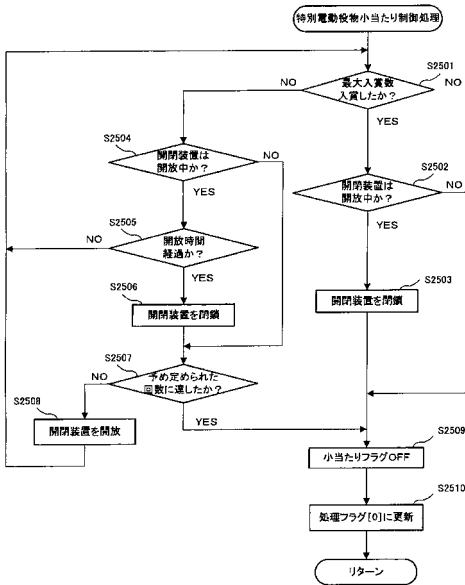 特別電動役物小当たり制御処理
S2501
最大入賞数
入賞したか？
NO
NO
YES
S2504
開閉装置は
開放中か？
NO
YES
S2502
開閉装置は
開放中か？
NO
YES
S2505
開放時間
経過か？
NO
YES
S2503
開閉装置を閉鎖
S2506
開閉装置を閉鎖
S2507
予め定められた
回数に達したか？
NO
YES
S2508
開閉装置を開放
S2509
小当たりフラグOFF
S2510
処理フラグ[0]に更新
リターン